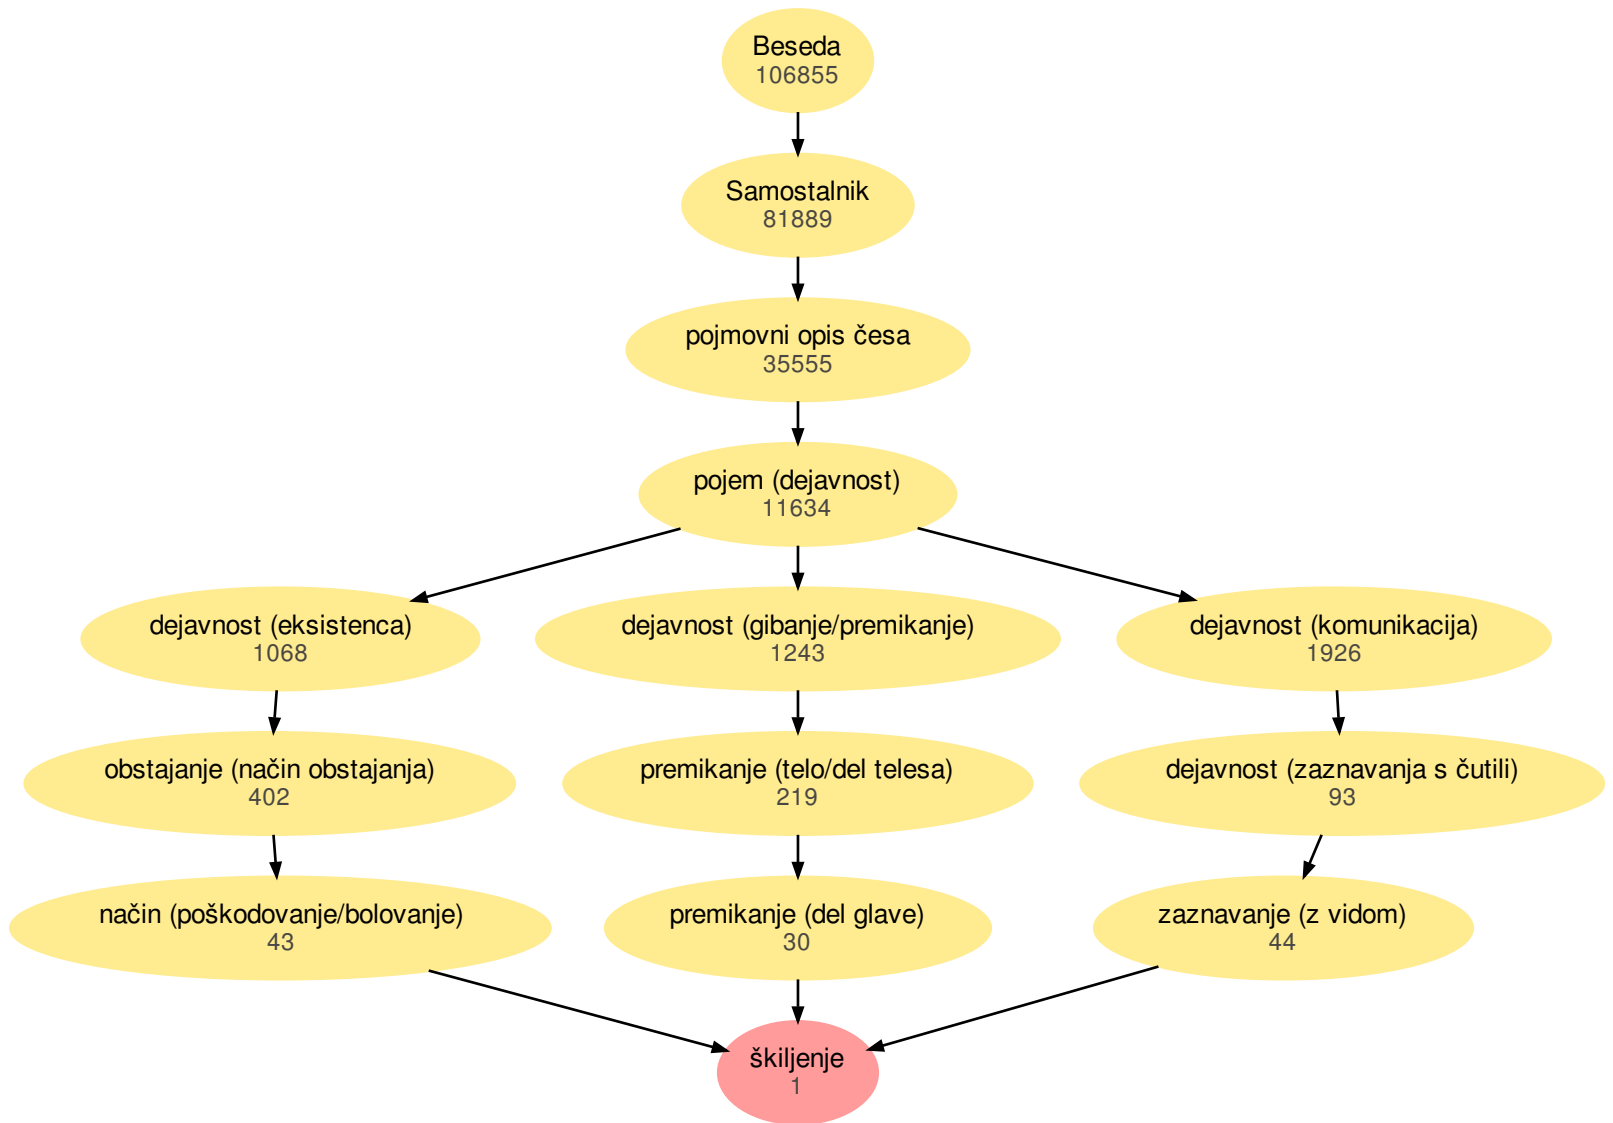 Beseda
106855
Samostalnik
81889
pojmovni opis česa
35555
pojem (dejavnost)
11634
dejavnost (eksistenca)
1068
dejavnost (gibanje/premikanje)
1243
dejavnost (komunikacija)
1926
obstajanje (način obstajanja)
402
premikanje (telo/del telesa)
219
dejavnost (zaznavanja s čutili)
93
način (poškodovanje/bolovanje)
43
premikanje (del glave)
30
zaznavanje (z vidom)
44
škiljenje
1